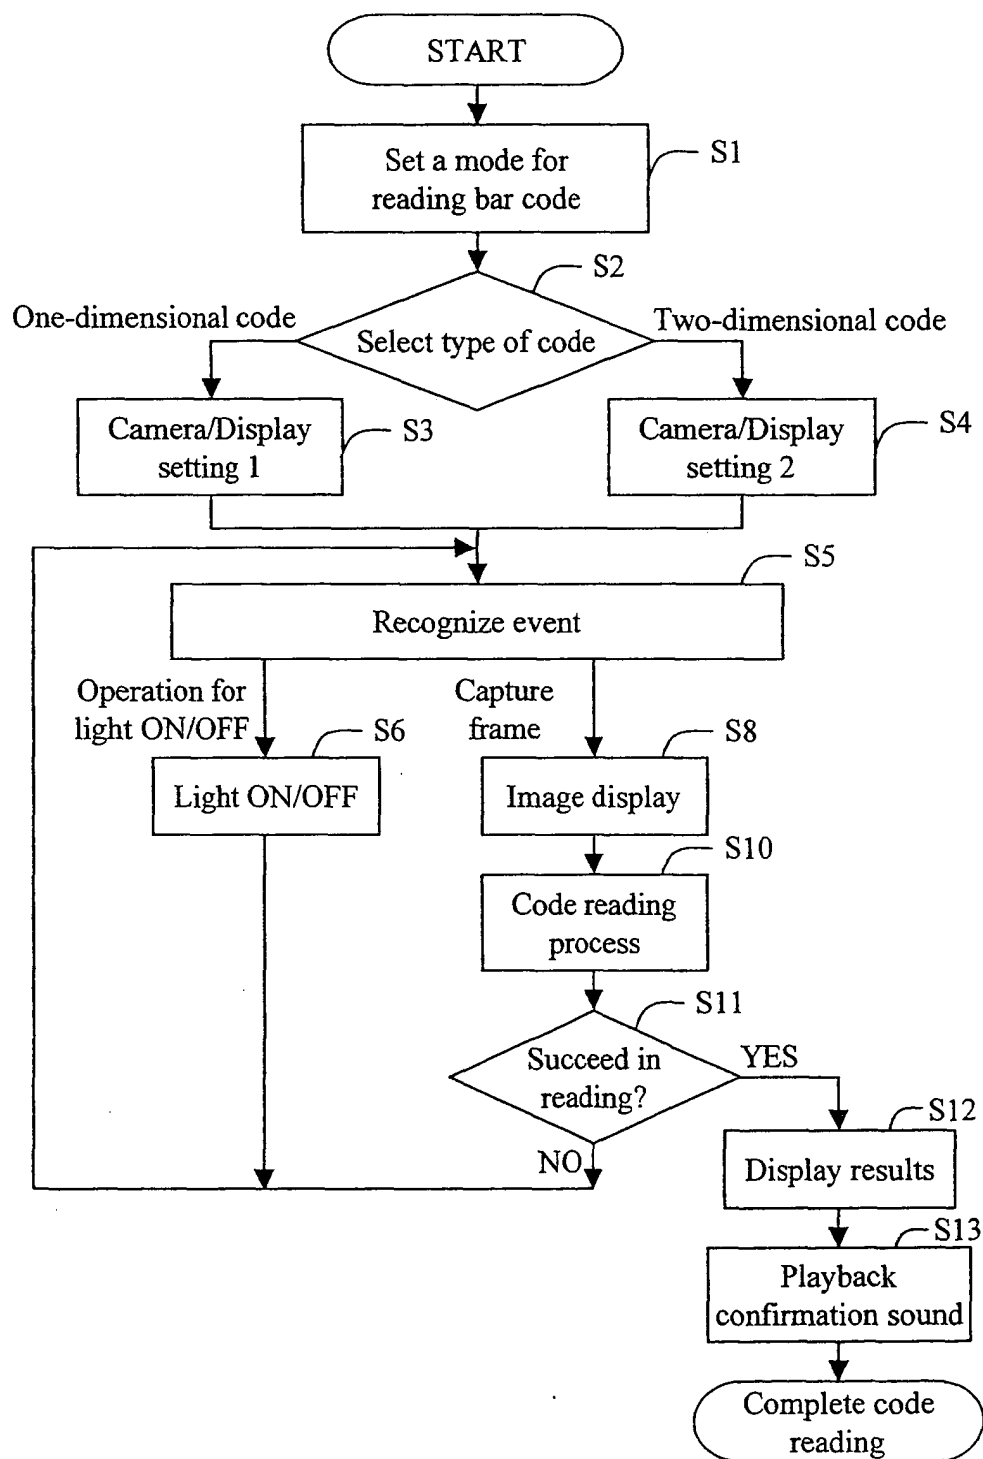 START
Set a mode for
reading bar code
S1
S2
One-dimensional code
Select type of code
Two-dimensional code
Camera/Display
setting 1
S3
Camera/Display
setting 2
S4
S5
Recognize event
Operation for
light ON/OFF
Capture
frame
S6
Light ON/OFF
S8
Image display
S10
Code reading
process
S11
Succeed in
reading?
YES
NO
S12
Display results
S13
Playback
confirmation sound
Complete code
reading